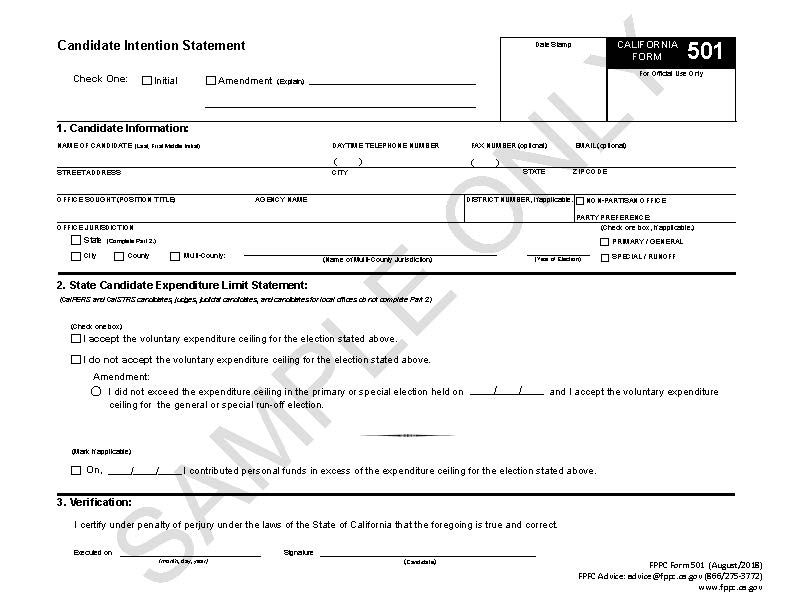 Candidate Intention Statement
Date Stamp
CALIFORNIA
FORM 501
For Official Use Only
Check One: Initial Amendment (Explain)
1. Candidate Information:
NAME OF CANDIDATE (Last, First Middle Initial) DAYTIME TELEPHONE NUMBER FAX NUMBER (optional) EMAIL (optional)
( ) ( )
STREET ADDRESS CITY STATE ZIP CODE
OFFICE SOUGHT (POSITION TITLE) AGENCY NAME DISTRICT NUMBER, if applicable. NON-PARTISAN OFFICE
PARTY PREFERENCE:
OFFICE JURISDICTION (Check one box, if applicable.)
State (Complete Part 2.) PRIMARY / GENERAL
City County Multi-County: (Name of Multi-County Jurisdiction) (Year of Election) SPECIAL / RUNOFF
2. State Candidate Expenditure Limit Statement:
(CalPERS and CalSTRS candidates, judges, judicial candidates, and candidates for local offices do not complete Part 2.)
(Check one box)
I accept the voluntary expenditure ceiling for the election stated above.
I do not accept the voluntary expenditure ceiling for the election stated above.
Amendment:
I did not exceed the expenditure ceiling in the primary or special election held on ____/____/____ and I accept the voluntary expenditure
ceiling for the general or special run-off election.
(Mark if applicable)
On, ____/____/____ I contributed personal funds in excess of the expenditure ceiling for the election stated above.
3. Verification:
I certify under penalty of perjury under the laws of the State of California that the foregoing is true and correct.
Executed on Signature
(month, day, year) (Candidate)
FPPC Form 501 (August/2018)
FPPC Advice: advice@fppc.ca.gov (866/275-3772)
www.fppc.ca.gov
SAMPLE ONLY